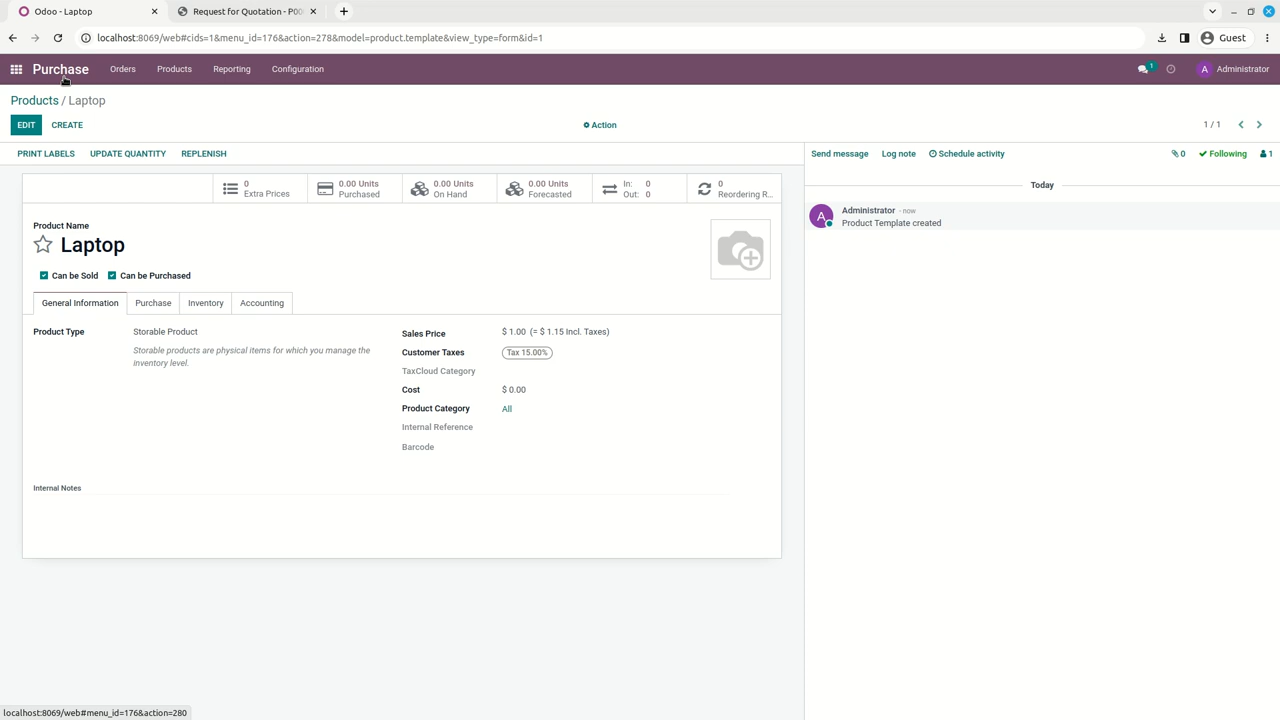 Odoo - Laptop
Request for Quotation - P00
Guest
localhost:8069/web#cids=1&menu_id=176&action=278&model=product.template&view_type=form&id=1
Purchase
Orders
Products
Reporting
Configuration
1
A
Administrator
Products / Laptop
EDIT
CREATE
Action
1 / 1
PRINT LABELS
UPDATE QUANTITY
REPLENISH
Send message
Log note
Schedule activity
0
Following
1
0
Extra Prices
0.00 Units
Purchased
0.00 Units
On Hand
0.00 Units
Forecasted
In: 0
Out: 0
0
Reordering R...
Today
A
Administrator - now
Product Template created
Product Name
Laptop
Can be Sold
Can be Purchased
General Information
Purchase
Inventory
Accounting
Product Type
Storable Product
Storable products are physical items for which you manage the
inventory level.
Sales Price
$ 1.00 (= $ 1.15 Incl. Taxes)
Customer Taxes
Tax 15.00%
TaxCloud Category
Cost
$ 0.00
Product Category
All
Internal Reference
Barcode
Internal Notes
localhost:8069/web#menu_id=176&action=280